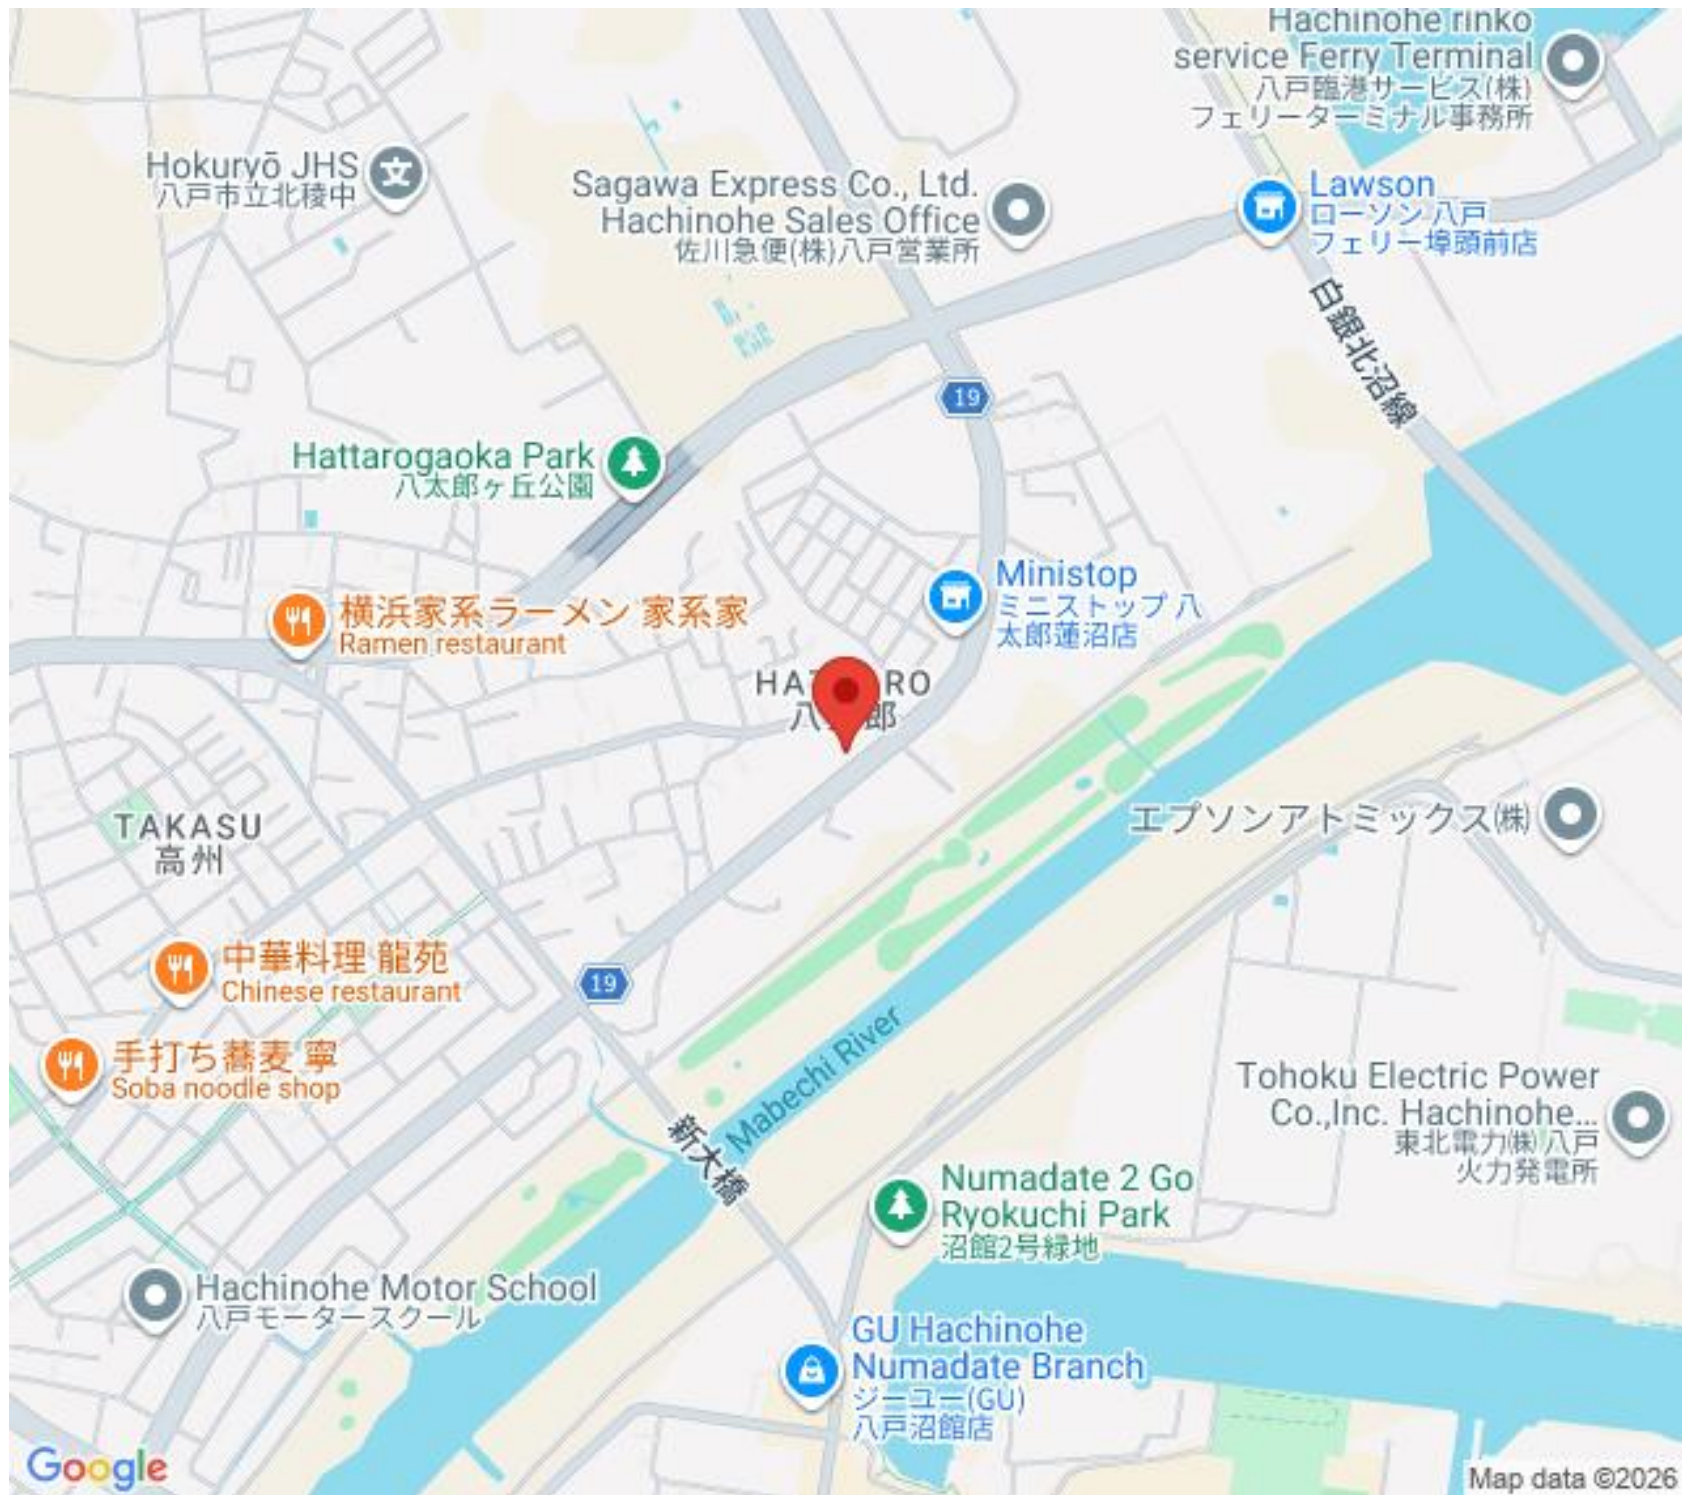 Hachinohe rinko
service Ferry Terminal
八戸臨港サービス(株)
フェリーターミナル事務所
Hokuryō JHS
八戸市立北稜中
Sagawa Express Co., Ltd.
Hachinohe Sales Office
佐川急便(株)八戸営業所
Lawson
ローソン 八戸
フェリー埠頭前店
白銀北沼線
19
Hattarogaoka Park
八太郎ヶ丘公園
Ministop
ミニストップ 八
太郎蓮沼店
横浜家系ラーメン 家系家
Ramen restaurant
HA RO
八 郎
TAKASU
高州
エプソンアトミックス(株)
中華料理 龍苑
Chinese restaurant
19
手打ち蕎麦 寧
Soba noodle shop
Mabechi River
新大橋
Tohoku Electric Power
Co.,Inc. Hachinohe...
東北電力(株) 八戸
火力発電所
Numadate 2 Go
Ryokuchi Park
沼館2号緑地
Hachinohe Motor School
八戸モータースクール
GU Hachinohe
Numadate Branch
ジーユー(GU)
八戸沼館店
Google
Map data ©2026